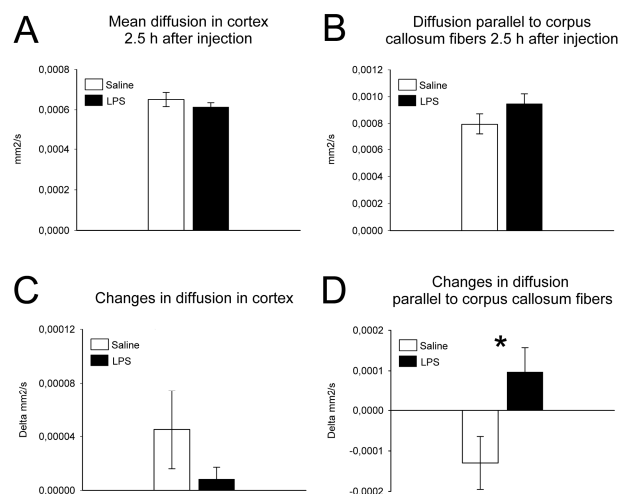 A
Mean diffusion in cortex
2.5 h after injection
0,0008
0,0006
0,0004
0,0002
0,0000
mm2/s
Saline
LPS
B
Diffusion parallel to corpus
callosum fibers 2.5 h after injection
0,0012
0,0010
0,0008
0,0006
0,0004
0,0002
0,0000
mm2/s
Saline
LPS
C
Changes in diffusion in cortex
0,00012
0,00008
0,00004
0,00000
Delta mm2/s
Saline
LPS
D
Changes in diffusion
parallel to corpus callosum fibers
0,0002
0,0001
0,0000
-0,0001
-0,0002
Delta mm2/s
Saline
LPS
*